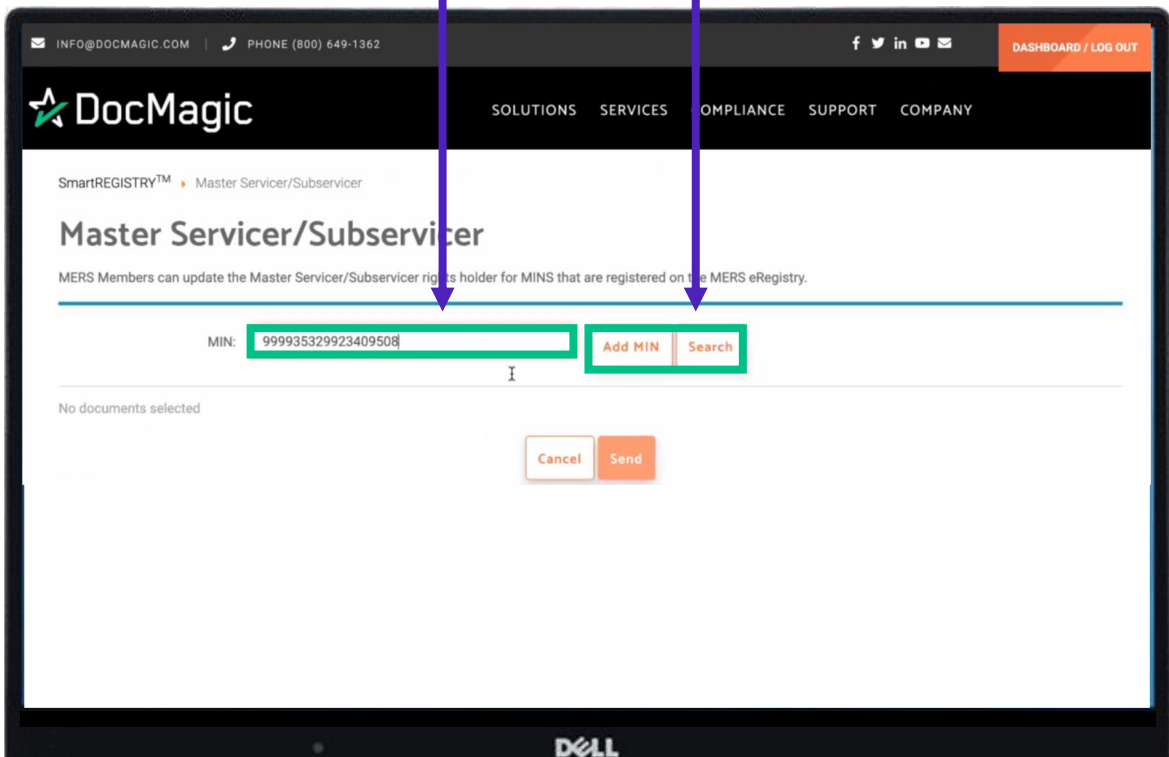 INFO@DOCMAGIC.COM | PHONE (800) 649-1362
DASHBOARD / LOG OUT
DocMagic
SOLUTIONS SERVICES COMPLIANCE SUPPORT COMPANY
SmartREGISTRY™ Master Servicer/Subservicer
Master Servicer/Subservicer
MERS Members can update the Master Servicer/Subservicer rights holder for MINS that are registered on the MERS eRegistry.
MIN: 999935329923409508 Add MIN Search
No documents selected
Cancel Send
DELL